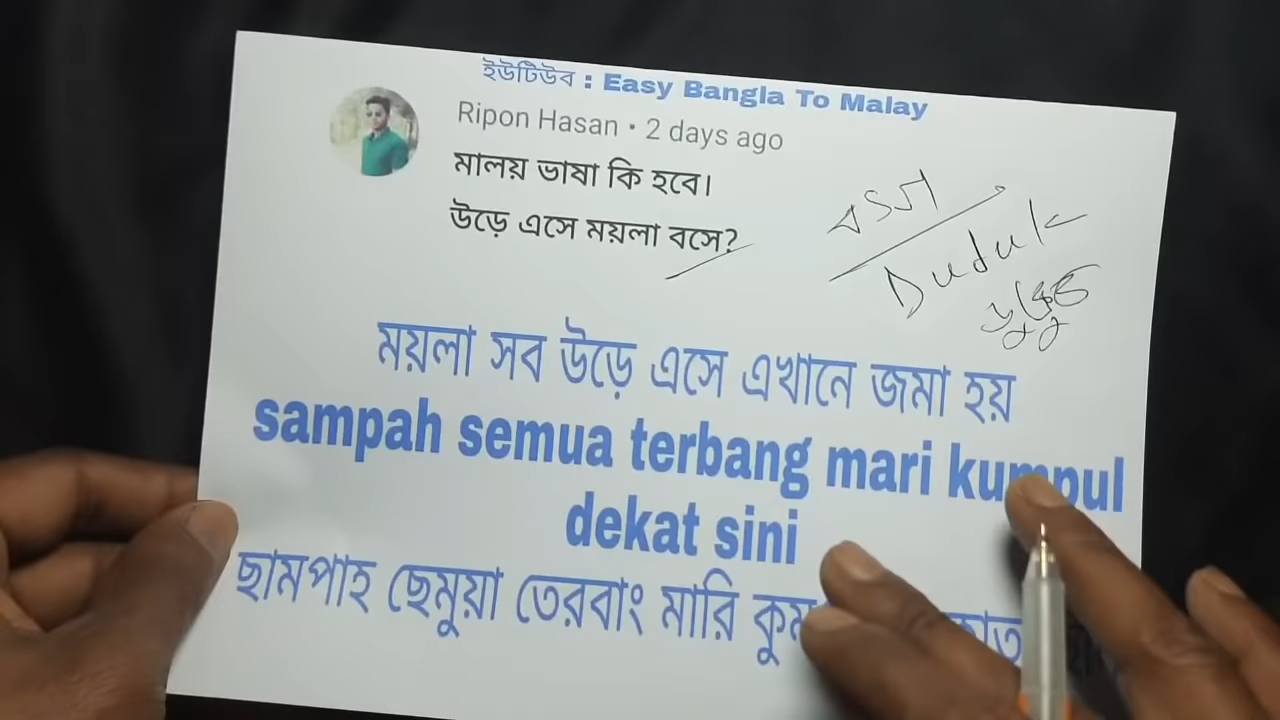 ইউটিউব : Easy Bangla To Malay
Ripon Hasan • 2 days ago
মালয় ভাষা কি হবে।
উড়ে এসে ময়লা বসে?
Duduk
ময়লা সব উড়ে এসে এখানে জমা হয়
sampah semua terbang mari kumpul
dekat sini
ছামপাহ ছেমুয়া তেরবাং মারি